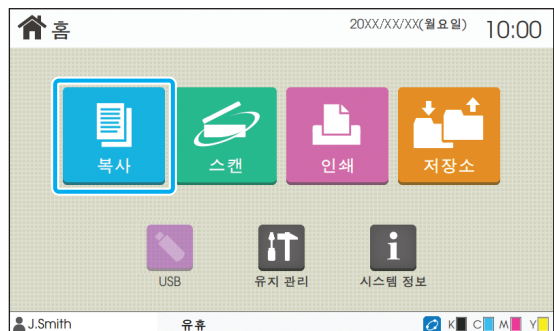 홈 20XX/XX/XX(월요일) 10:00
복사 스캔 인쇄 저장소
USB 유지 관리 시스템 정보
J.Smith 유휴 K C M Y